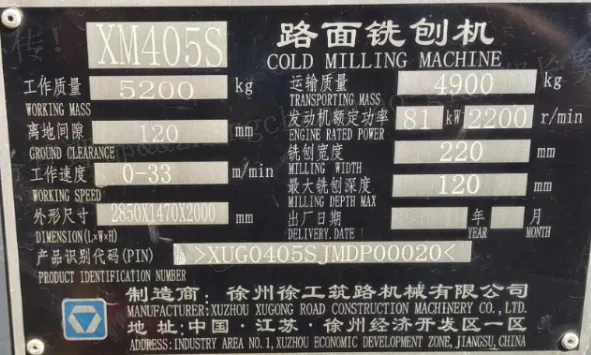 XM405S 路面铣刨机
COLD MILLING MACHINE
工作质量 5200 kg 运输质量 4900 kg
WORKING MASS TRANSPORTING MASS
离地间隙 120 mm 发动机额定功率 81 kW 2200 r/min
GROUND CLEARANCE ENGINE RATED POWER
工作速度 0-33 m/min 铣刨宽度 220 mm
WORKING SPEED MILLING WIDTH
外形尺寸 2850X1470X2000 mm 最大铣刨深度 120 mm
DIMENSION(L×W×H) MILLING DEPTH MAX
出厂日期 年 月
DELIVERY.DATE YEAR MONTH
产品识别代码(PIN) >XUG0405SJMDP00020<
PRODUCT IDENTIFICATION NUMBER
制造商:徐州徐工筑路机械有限公司
MANUFACTURER:XUZHOU XUGONG ROAD CONSTRUCTION MACHINERY CO., LTD.
地 址:中国·江苏·徐州经济开发区一区
ADDRESS:INDUSTRY AREA NO.1,XUZHOU ECONOMIC DEVELOPMENT ZONE,JIANGSU,CHINA